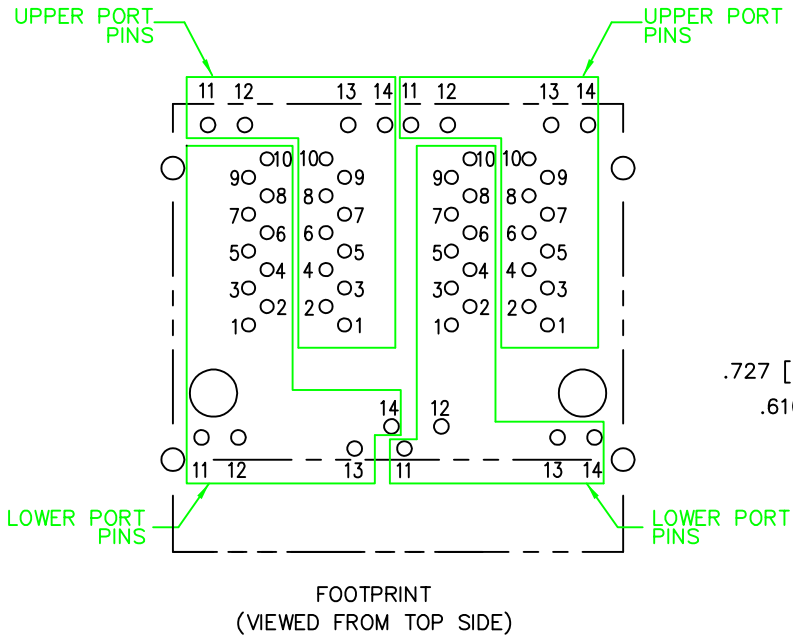 UPPER PORT
PINS
UPPER PORT
PINS
11 12 13 14 11 12 13 14
10 10 10 10
9 9 9 9
8 8 8 8
7 7 7 7
6 6 6 6
5 5 5 5
4 4 4 4
3 3 3 3
2 2 2 2
1 1 1 1
.727 [
.61
14 12
11 12 13 11 13 14
LOWER PORT
PINS
LOWER PORT
PINS
FOOTPRINT
(VIEWED FROM TOP SIDE)